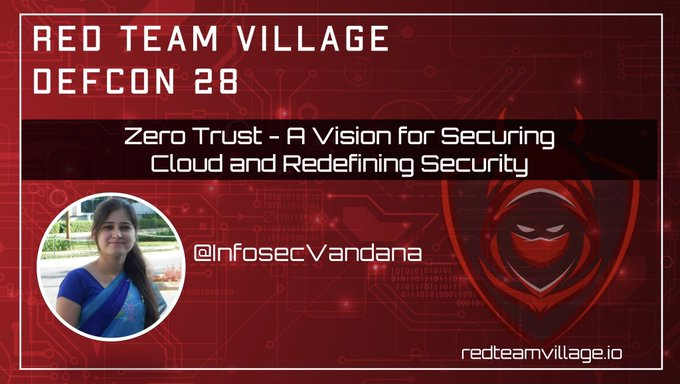 RED TEAM VILLAGE
DEFCON 28
Zero Trust - A Vision for Securing
Cloud and Redefining Security
@InfosecVandana
redteamvillage.io